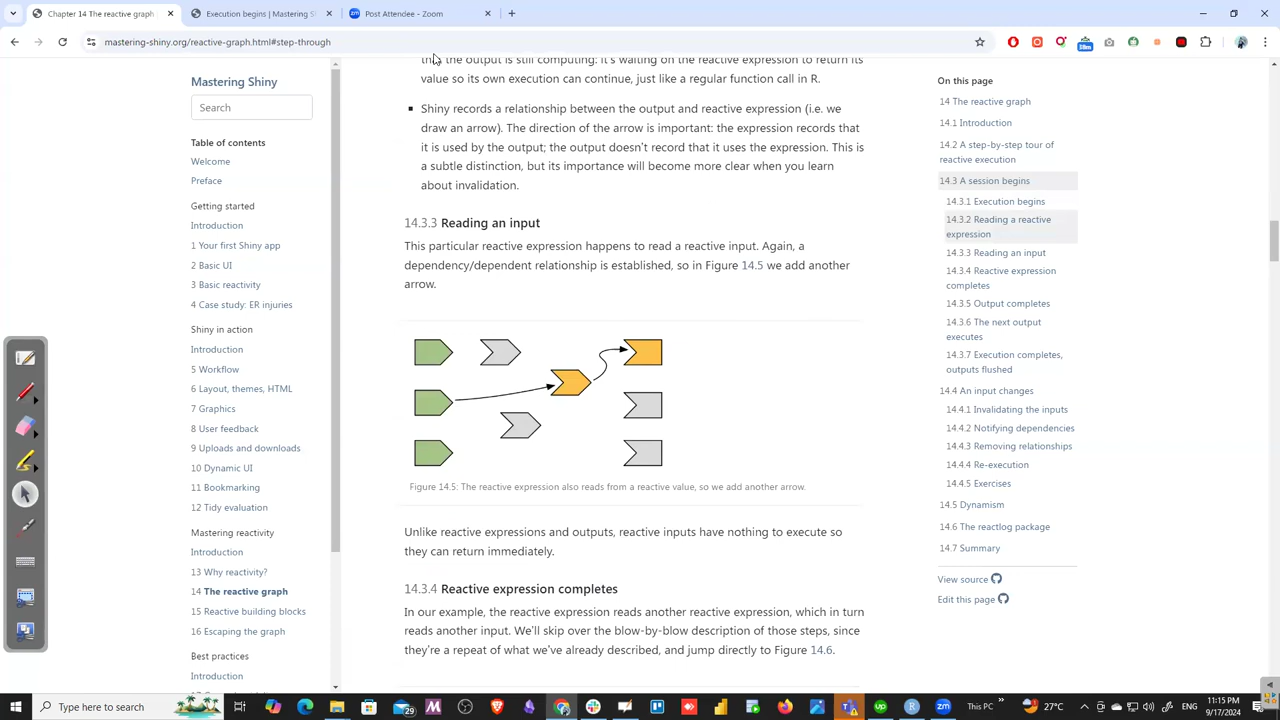 Chapter 14 The reactive graph
Execution begins | Mastering S
Post Attendee - Zoom
mastering-shiny.org/reactive-graph.html#step-through
18m
Mastering Shiny
Search
Table of contents
Welcome
Preface
Getting started
Introduction
1 Your first Shiny app
2 Basic UI
3 Basic reactivity
4 Case study: ER injuries
Shiny in action
Introduction
5 Workflow
6 Layout, themes, HTML
7 Graphics
8 User feedback
9 Uploads and downloads
10 Dynamic UI
11 Bookmarking
12 Tidy evaluation
Mastering reactivity
Introduction
13 Why reactivity?
14 The reactive graph
15 Reactive building blocks
16 Escaping the graph
Best practices
Introduction
that the output is still computing: it's waiting on the reactive expression to return its
value so its own execution can continue, just like a regular function call in R.
Shiny records a relationship between the output and reactive expression (i.e. we
draw an arrow). The direction of the arrow is important: the expression records that
it is used by the output; the output doesn't record that it uses the expression. This is
a subtle distinction, but its importance will become more clear when you learn
about invalidation.
14.3.3 Reading an input
This particular reactive expression happens to read a reactive input. Again, a
dependency/dependent relationship is established, so in Figure 14.5 we add another
arrow.
Figure 14.5: The reactive expression also reads from a reactive value, so we add another arrow.
Unlike reactive expressions and outputs, reactive inputs have nothing to execute so
they can return immediately.
14.3.4 Reactive expression completes
In our example, the reactive expression reads another reactive expression, which in turn
reads another input. We'll skip over the blow-by-blow description of those steps, since
they're a repeat of what we've already described, and jump directly to Figure 14.6.
On this page
14 The reactive graph
14.1 Introduction
14.2 A step-by-step tour of
reactive execution
14.3 A session begins
14.3.1 Execution begins
14.3.2 Reading a reactive
expression
14.3.3 Reading an input
14.3.4 Reactive expression
completes
14.3.5 Output completes
14.3.6 The next output
executes
14.3.7 Execution completes,
outputs flushed
14.4 An input changes
14.4.1 Invalidating the inputs
14.4.2 Notifying dependencies
14.4.3 Removing relationships
14.4.4 Re-execution
14.4.5 Exercises
14.5 Dynamism
14.6 The reactlog package
14.7 Summary
View source
Edit this page
Type here to search
29
This PC
27°C
11:15 PM
9/17/2024